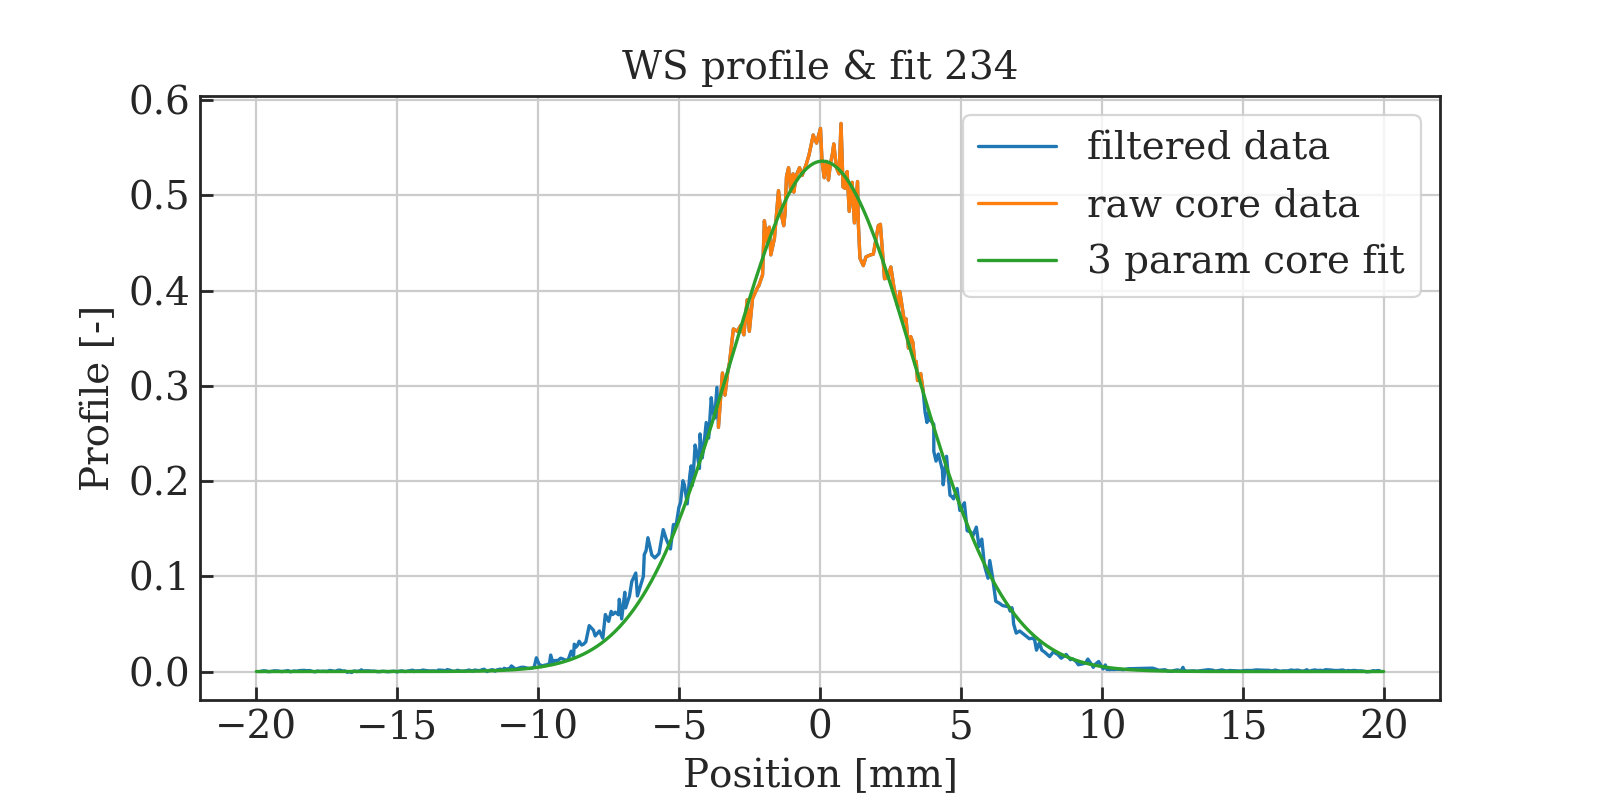 WS profile & fit 234
filtered data
raw core data
3 param core fit
Profile [-]
0.6
0.5
0.4
0.3
0.2
0.1
0.0
−20 −15 −10 −5 0 5 10 15 20
Position [mm]